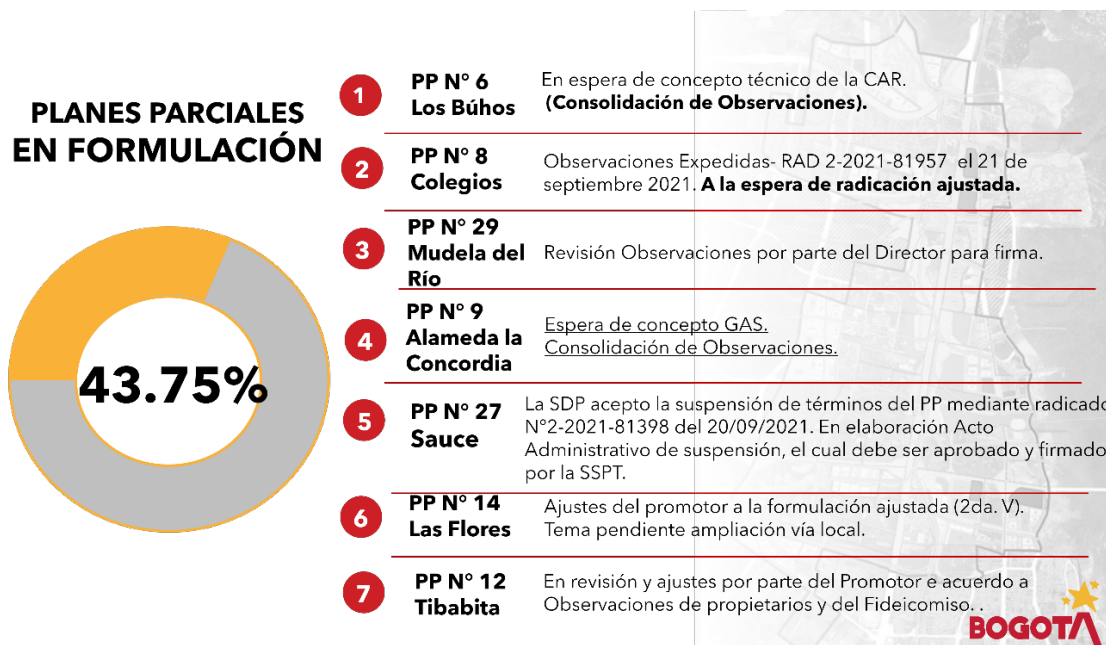 PLANES PARCIALES
EN FORMULACIÓN
43.75%
1
PP N° 6
Los Búhos
En espera de concepto técnico de la CAR.
(Consolidación de Observaciones).
2
PP N° 8
Colegios
Observaciones Expedidas- RAD 2-2021-81957 el 21 de
septiembre 2021. A la espera de radicación ajustada.
3
PP N° 29
Mudela del
Río
Revisión Observaciones por parte del Director para firma.
4
PP N° 9
Alameda la
Concordia
Espera de concepto GAS.
Consolidación de Observaciones.
5
PP N° 27
Sauce
La SDP acepto la suspensión de términos del PP mediante radicado
N°2-2021-81398 del 20/09/2021. En elaboración Acto
Administrativo de suspensión, el cual debe ser aprobado y firmado
por la SSPT.
6
PP N° 14
Las Flores
Ajustes del promotor a la formulación ajustada (2da. V).
Tema pendiente ampliación vía local.
7
PP N° 12
Tibabita
En revisión y ajustes por parte del Promotor e acuerdo a
Observaciones de propietarios y del Fideicomiso. .
BOGOTÁ